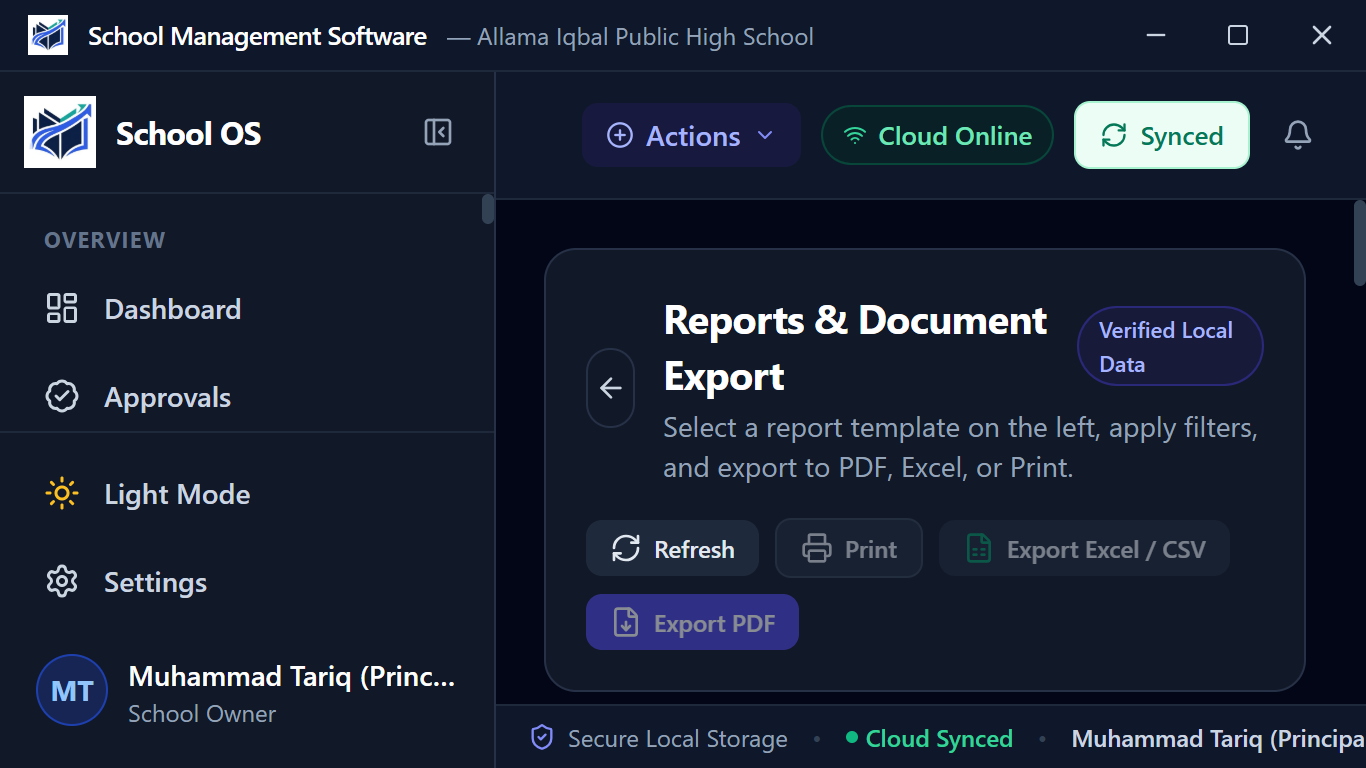 School Management Software — Allama Iqbal Public High School
School OS
Actions
Cloud Online
Synced
OVERVIEW
Dashboard
Approvals
Light Mode
Settings
MT
Muhammad Tariq (Princ...
School Owner
Reports & Document
Export
Verified Local
Data
Select a report template on the left, apply filters,
and export to PDF, Excel, or Print.
Refresh
Print
Export Excel / CSV
Export PDF
Secure Local Storage • Cloud Synced • Muhammad Tariq (Principa